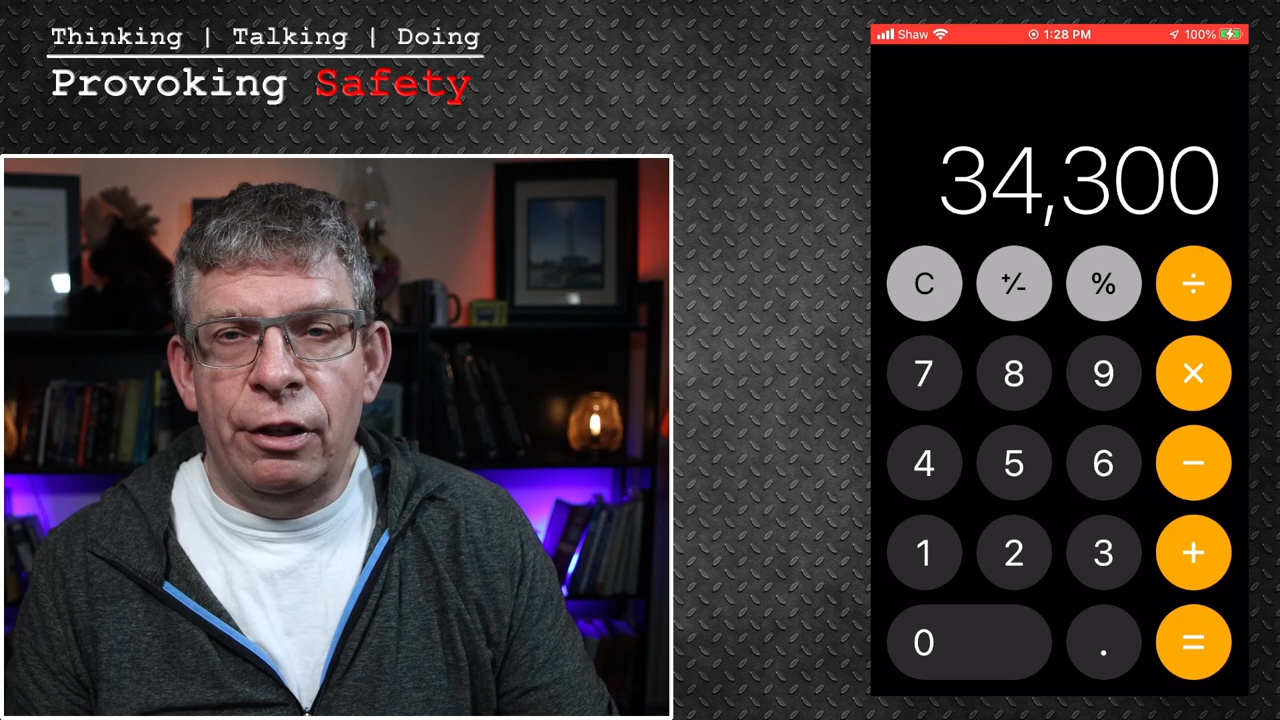 Thinking | Talking | Doing
Provoking Safety
Shaw 1:28 PM 100%
34,300
C ⁺∕₋ % ÷
7 8 9 ×
4 5 6 −
1 2 3 +
0 . =